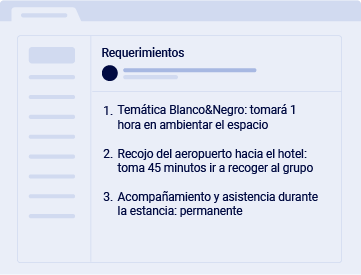 Requerimientos
1. Temática Blanco&Negro: tomará 1
hora en ambientar el espacio
2. Recojo del aeropuerto hacia el hotel:
toma 45 minutos ir a recoger al grupo
3. Acompañamiento y asistencia durante
la estancia: permanente